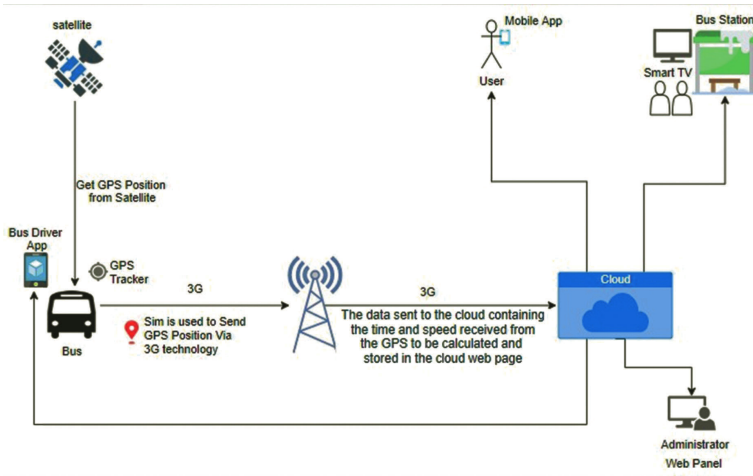 satellite
Mobile App
User
Bus Station
Smart TV
Get GPS Position
from Satellite
Bus Driver
App
GPS
Tracker
Bus
3G
Sim is used to Send
GPS Position Via
3G technology
3G
The data sent to the cloud containing
the time and speed received from
the GPS to be calculated and
stored in the cloud web page
Cloud
Administrator
Web Panel